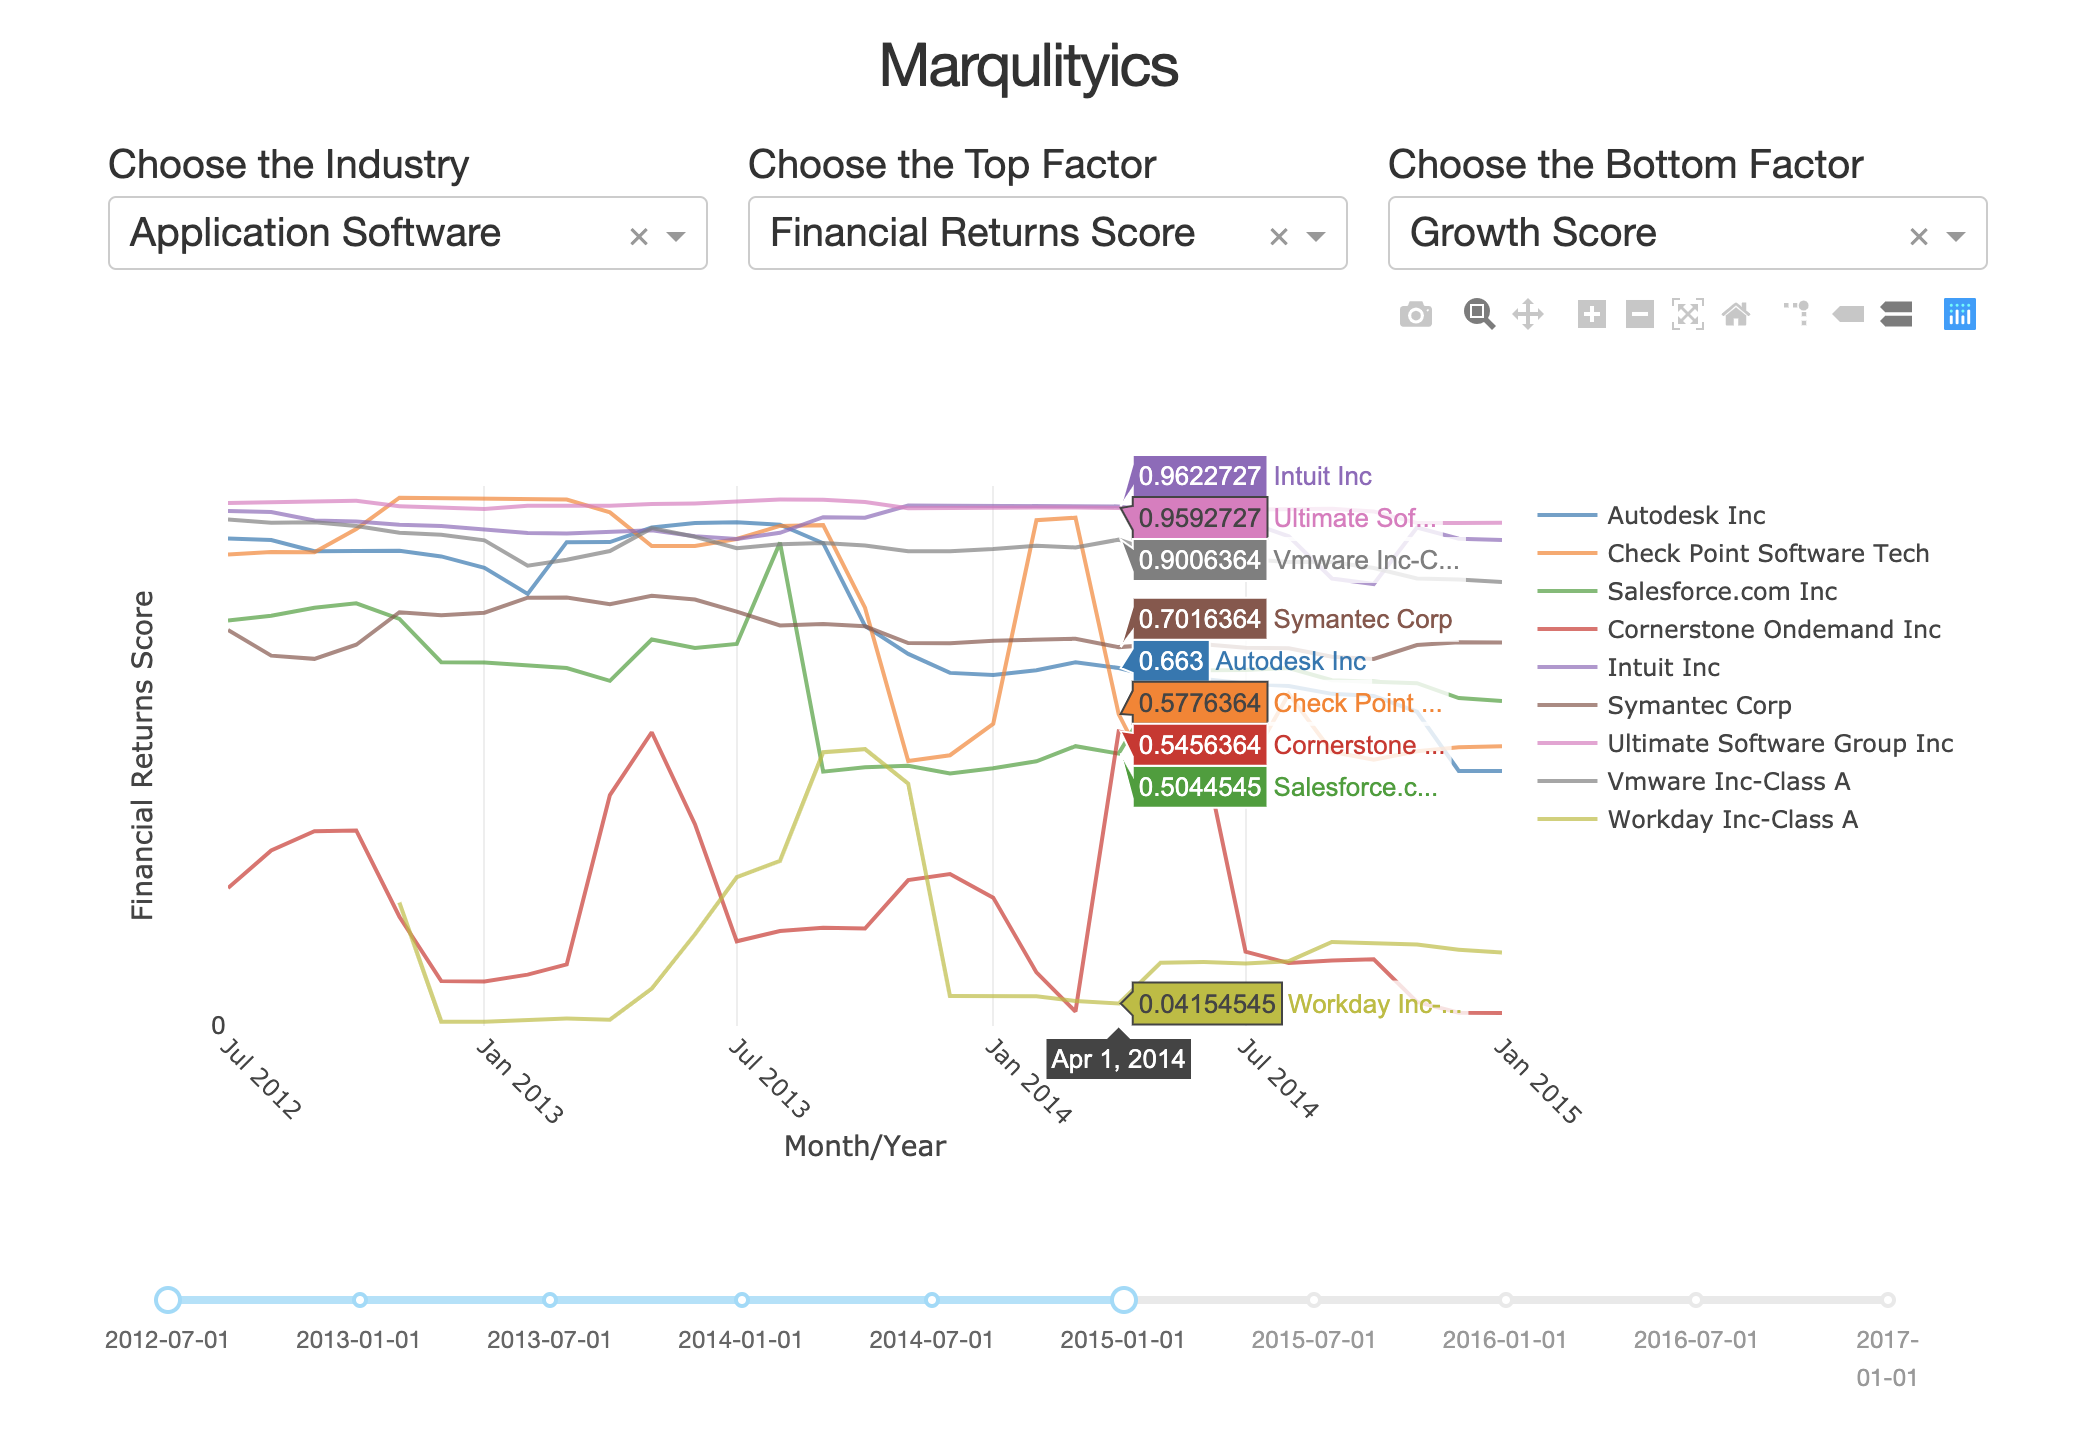 Marqulityics
Choose the Industry
Choose the Top Factor
Choose the Bottom Factor
Application Software
Financial Returns Score
Growth Score
0.9622727 Intuit Inc
0.9592727 Ultimate Sof...
0.9006364 Vmware Inc-C...
0.7016364 Symantec Corp
0.663 Autodesk Inc
0.5776364 Check Point ...
0.5456364 Cornerstone ...
0.5044545 Salesforce.c...
0.04154545 Workday Inc-...
Autodesk Inc
Check Point Software Tech
Salesforce.com Inc
Cornerstone Ondemand Inc
Intuit Inc
Symantec Corp
Ultimate Software Group Inc
Vmware Inc-Class A
Workday Inc-Class A
Financial Returns Score
0
Jul 2012
Jan 2013
Jul 2013
Jan 2014
Apr 1, 2014
Jul 2014
Jan 2015
Month/Year
2012-07-01
2013-01-01
2013-07-01
2014-01-01
2014-07-01
2015-01-01
2015-07-01
2016-01-01
2016-07-01
2017-
01-01